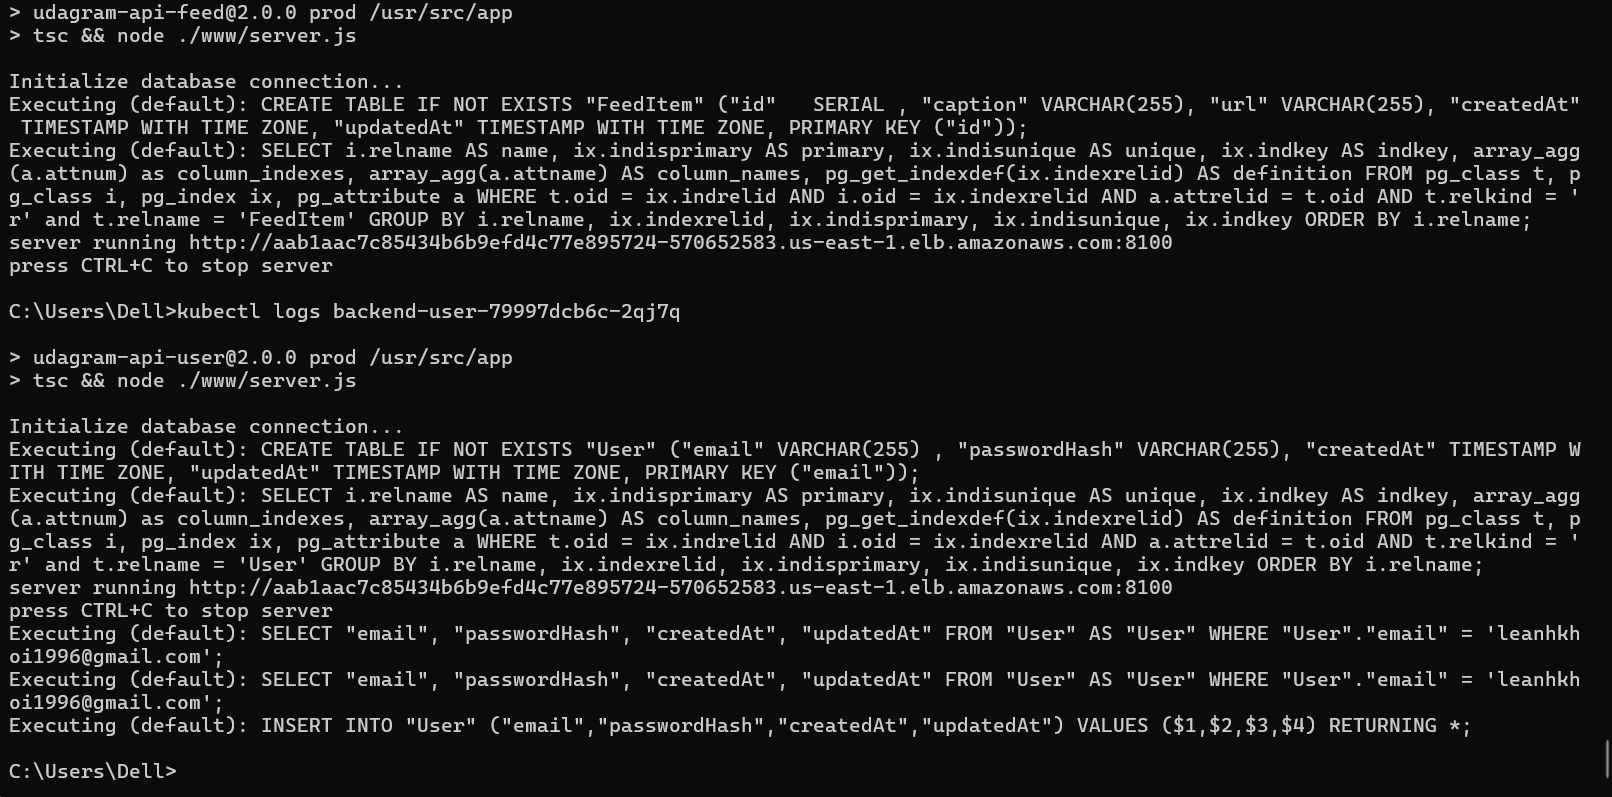 > udagram-api-feed@2.0.0 prod /usr/src/app
> tsc && node ./www/server.js
Initialize database connection...
Executing (default): CREATE TABLE IF NOT EXISTS "FeedItem" ("id"   SERIAL , "caption" VARCHAR(255), "url" VARCHAR(255), "createdAt"
 TIMESTAMP WITH TIME ZONE, "updatedAt" TIMESTAMP WITH TIME ZONE, PRIMARY KEY ("id"));
Executing (default): SELECT i.relname AS name, ix.indisprimary AS primary, ix.indisunique AS unique, ix.indkey AS indkey, array_agg
(a.attnum) as column_indexes, array_agg(a.attname) AS column_names, pg_get_indexdef(ix.indexrelid) AS definition FROM pg_class t, p
g_class i, pg_index ix, pg_attribute a WHERE t.oid = ix.indrelid AND i.oid = ix.indexrelid AND a.attrelid = t.oid AND t.relkind = '
r' and t.relname = 'FeedItem' GROUP BY i.relname, ix.indexrelid, ix.indisprimary, ix.indisunique, ix.indkey ORDER BY i.relname;
server running http://aab1aac7c85434b6b9efd4c77e895724-570652583.us-east-1.elb.amazonaws.com:8100
press CTRL+C to stop server
C:\Users\Dell>kubectl logs backend-user-79997dcb6c-2qj7q
> udagram-api-user@2.0.0 prod /usr/src/app
> tsc && node ./www/server.js
Initialize database connection...
Executing (default): CREATE TABLE IF NOT EXISTS "User" ("email" VARCHAR(255) , "passwordHash" VARCHAR(255), "createdAt" TIMESTAMP W
ITH TIME ZONE, "updatedAt" TIMESTAMP WITH TIME ZONE, PRIMARY KEY ("email"));
Executing (default): SELECT i.relname AS name, ix.indisprimary AS primary, ix.indisunique AS unique, ix.indkey AS indkey, array_agg
(a.attnum) as column_indexes, array_agg(a.attname) AS column_names, pg_get_indexdef(ix.indexrelid) AS definition FROM pg_class t, p
g_class i, pg_index ix, pg_attribute a WHERE t.oid = ix.indrelid AND i.oid = ix.indexrelid AND a.attrelid = t.oid AND t.relkind = '
r' and t.relname = 'User' GROUP BY i.relname, ix.indexrelid, ix.indisprimary, ix.indisunique, ix.indkey ORDER BY i.relname;
server running http://aab1aac7c85434b6b9efd4c77e895724-570652583.us-east-1.elb.amazonaws.com:8100
press CTRL+C to stop server
Executing (default): SELECT "email", "passwordHash", "createdAt", "updatedAt" FROM "User" AS "User" WHERE "User"."email" = 'leanhkh
oi1996@gmail.com';
Executing (default): SELECT "email", "passwordHash", "createdAt", "updatedAt" FROM "User" AS "User" WHERE "User"."email" = 'leanhkh
oi1996@gmail.com';
Executing (default): INSERT INTO "User" ("email","passwordHash","createdAt","updatedAt") VALUES ($1,$2,$3,$4) RETURNING *;
C:\Users\Dell>